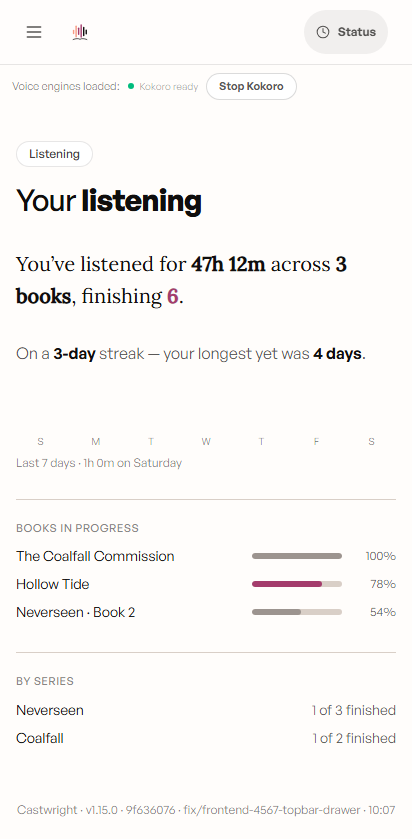 Status
Voice engines loaded: Kokoro ready Stop Kokoro
Listening
Your listening
You've listened for 47h 12m across 3
books, finishing 6.
On a 3-day streak — your longest yet was 4 days.
S M T W T F S
Last 7 days · 1h 0m on Saturday
BOOKS IN PROGRESS
The Coalfall Commission 100%
Hollow Tide 78%
Neverseen · Book 2 54%
BY SERIES
Neverseen 1 of 3 finished
Coalfall 1 of 2 finished
Castwright · v1.15.0 · 9f636076 · fix/frontend-4567-topbar-drawer · 10:07